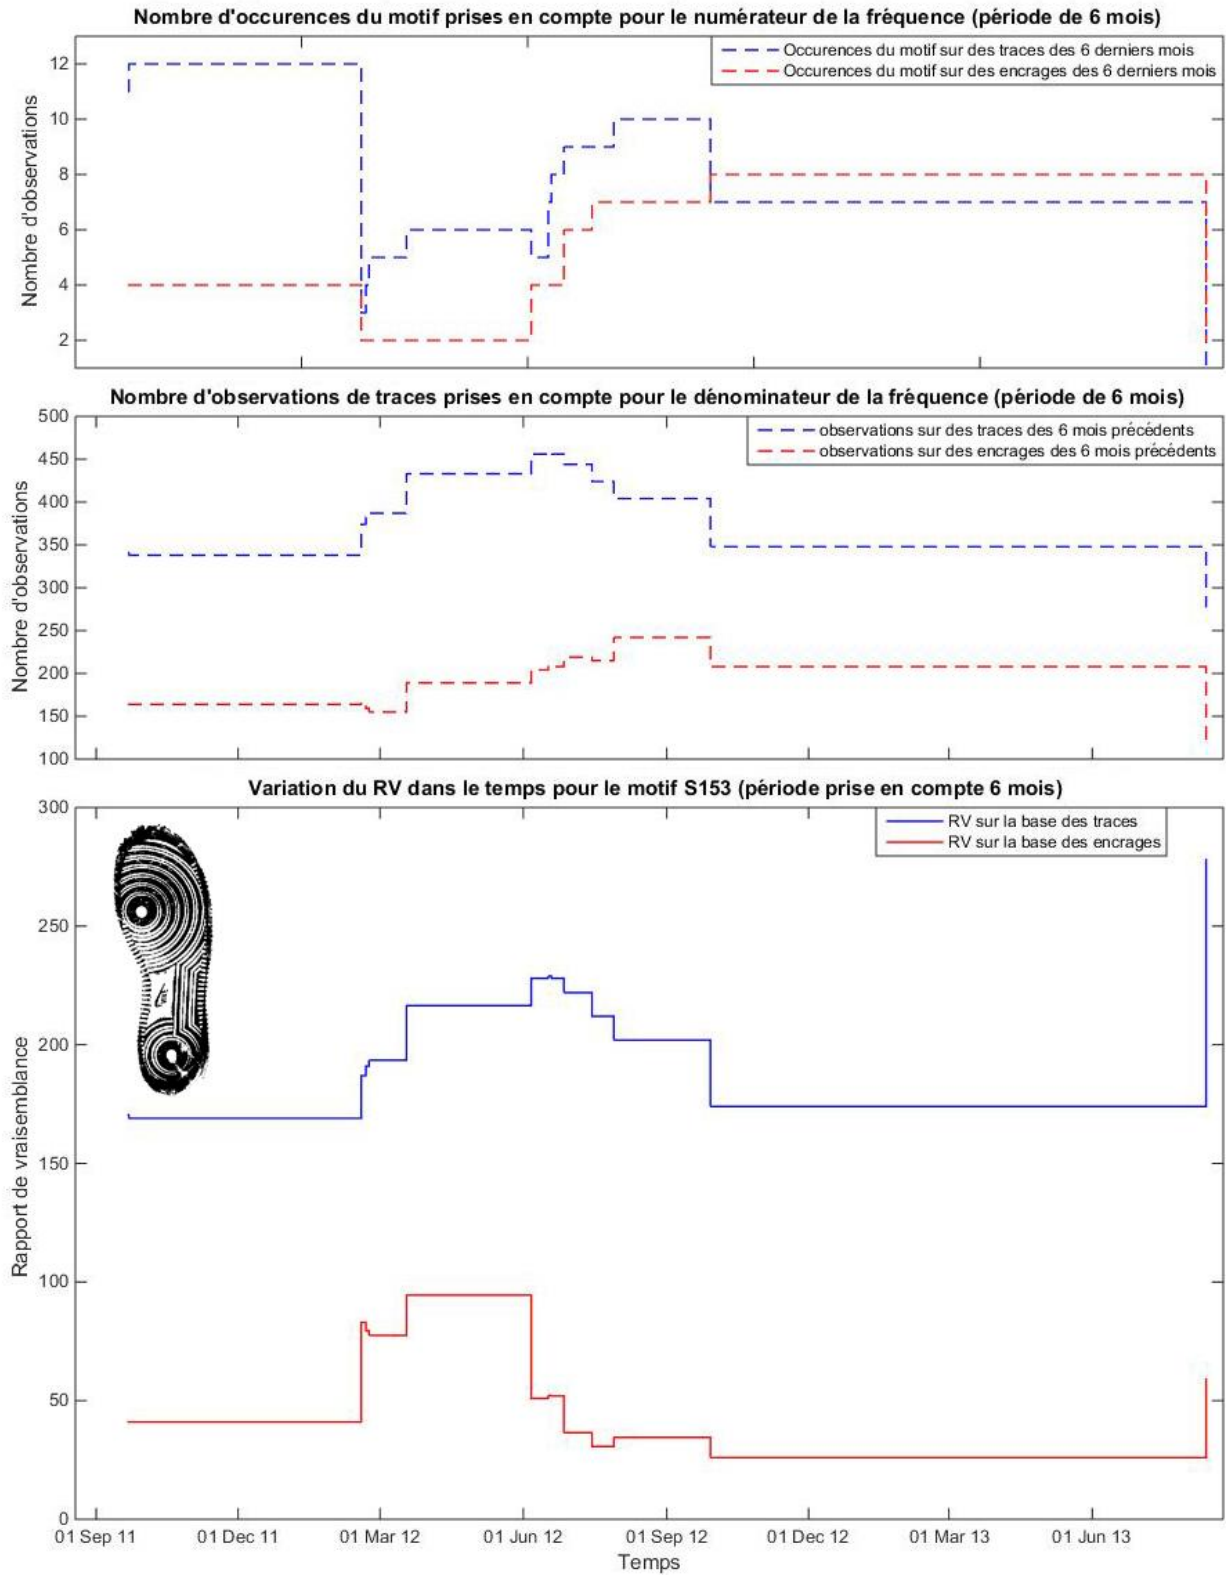 Nombre d'occurences du motif prises en compte pour le numérateur de la fréquence (période de 6 mois)
Occurences du motif sur des traces des 6 derniers mois
Occurences du motif sur des encrages des 6 derniers mois
12
10
8
6
4
2
Nombre d'observations
Nombre d'observations de traces prises en compte pour le dénominateur de la fréquence (période de 6 mois)
observations sur des traces des 6 mois précédents
observations sur des encrages des 6 mois précédents
500
450
400
350
300
250
200
150
100
Nombre d'observations
Variation du RV dans le temps pour le motif S153 (période prise en compte 6 mois)
RV sur la base des traces
RV sur la base des encrages
300
250
200
150
100
50
0
Rapport de vraisemblance
01 Sep 11 01 Dec 11 01 Mar 12 01 Jun 12 01 Sep 12 01 Dec 12 01 Mar 13 01 Jun 13
Temps